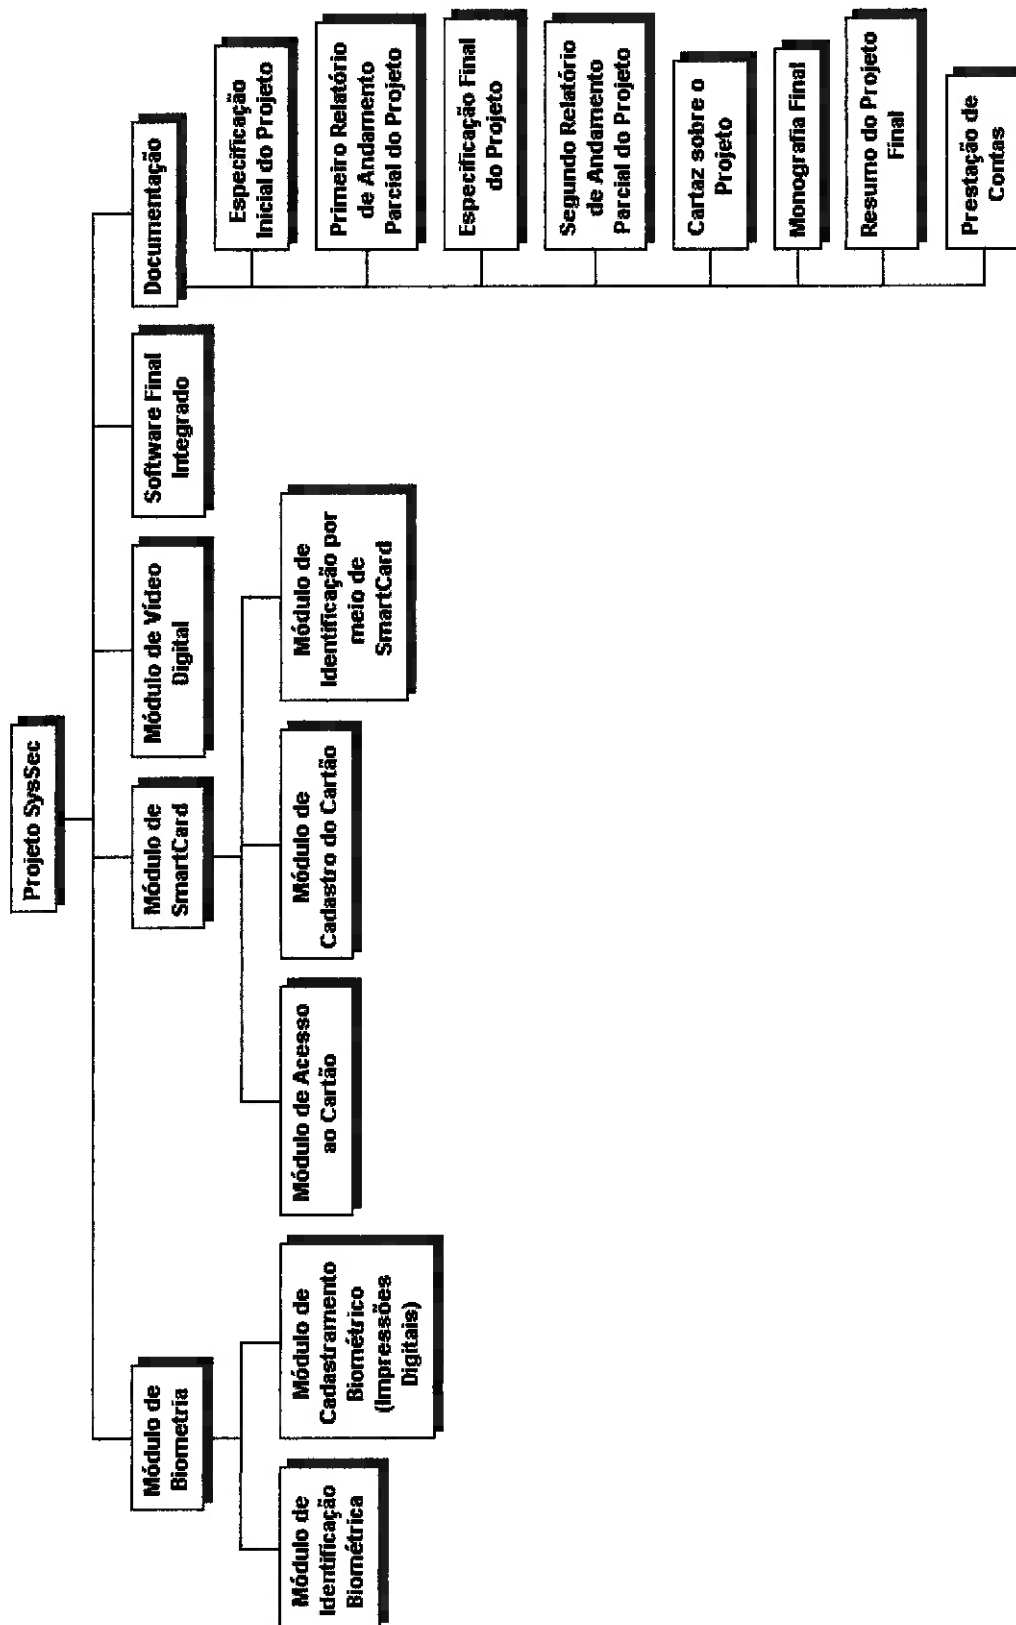 Projeto SysSec
Módulo de
Biometria
Módulo de
SmartCard
Módulo de Vídeo
Digital
Software Final
Integrado
Documentação
Módulo de
Identificação
Biométrica
Módulo de
Cadastramento
Biométrico
(Impressões
Digitais)
Módulo de Acesso
ao Cartão
Módulo de
Cadastro do Cartão
Módulo de
Identificação por
meio de
SmartCard
Especificação
Inicial do Projeto
Primeiro Relatório
de Andamento
Parcial do Projeto
Especificação Final
do Projeto
Segundo Relatório
de Andamento
Parcial do Projeto
Cartaz sobre o
Projeto
Monografia Final
Resumo do Projeto
Final
Prestação de
Contas